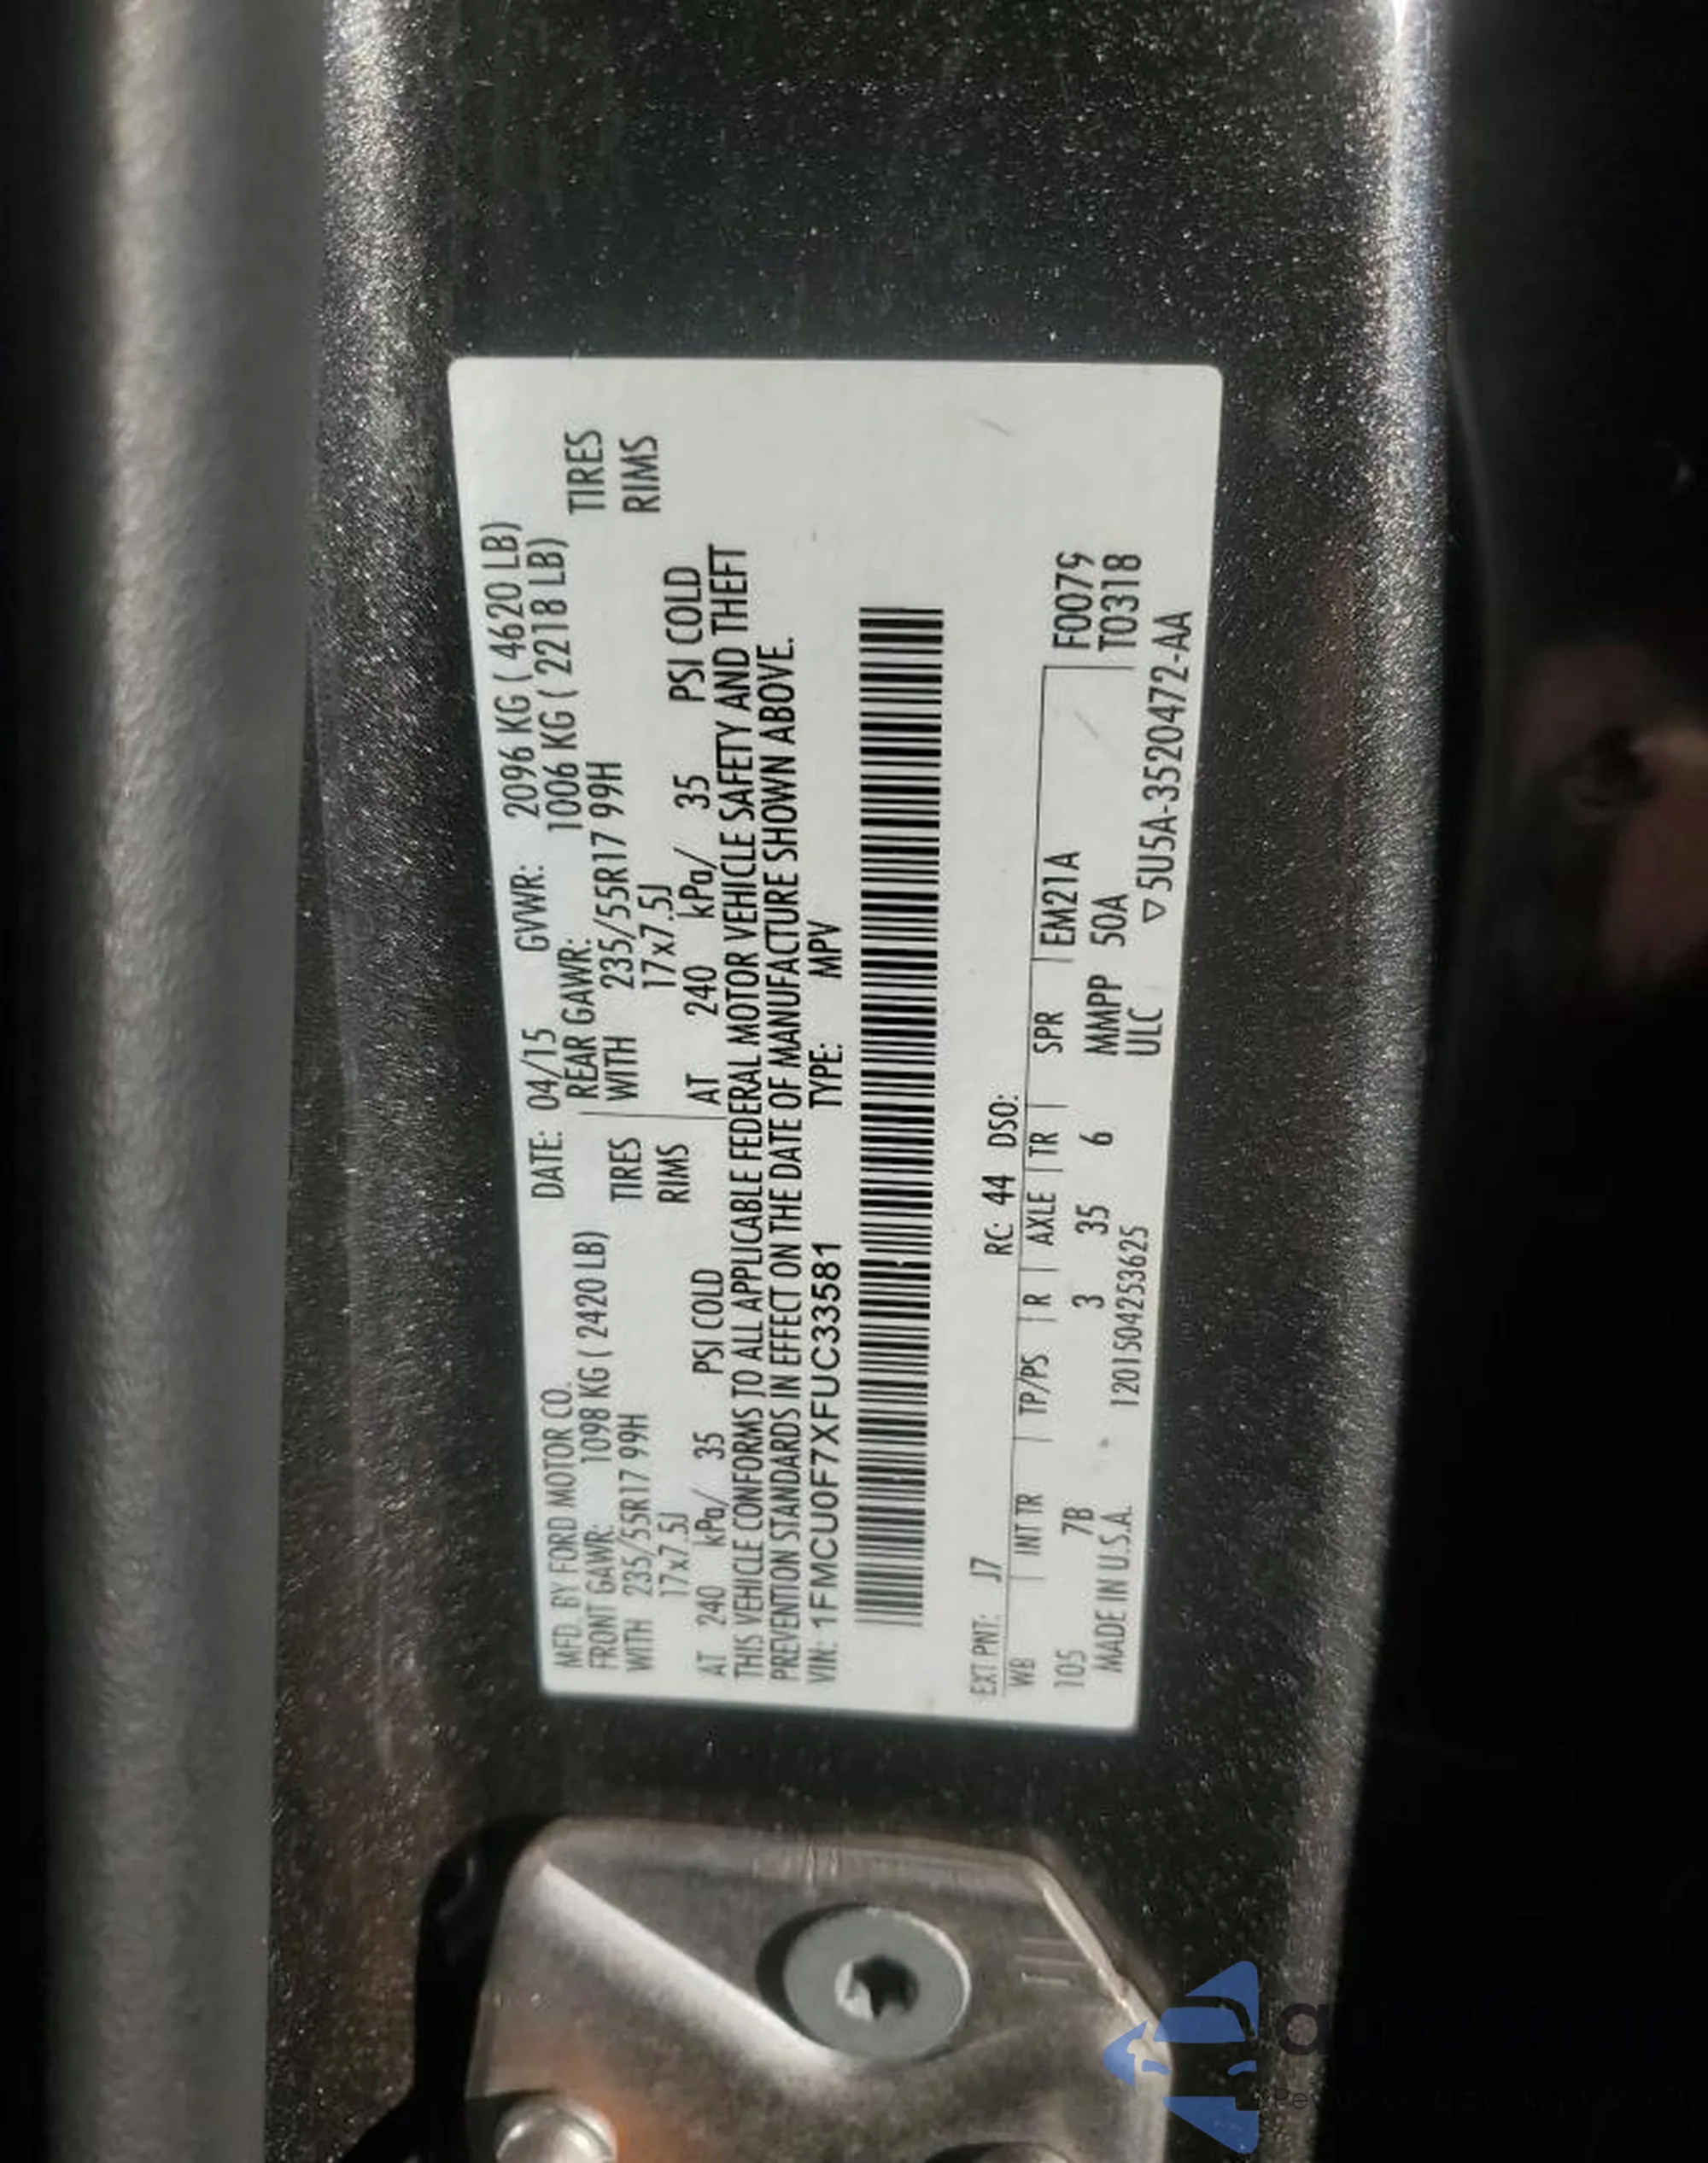 MFD. BY FORD MOTOR CO. DATE: 04/15 GVWR: 2096 KG ( 4620 LB)
FRONT GAWR: 1098 KG ( 2420 LB) REAR GAWR: 1006 KG ( 2218 LB)
WITH 235/55R17 99H TIRES WITH 235/55R17 99H TIRES
17x7.5J RIMS 17x7.5J RIMS
AT 240 kPa/ 35 PSI COLD AT 240 kPa/ 35 PSI COLD
THIS VEHICLE CONFORMS TO ALL APPLICABLE FEDERAL MOTOR VEHICLE SAFETY AND THEFT
PREVENTION STANDARDS IN EFFECT ON THE DATE OF MANUFACTURE SHOWN ABOVE.
VIN: 1FMCU0F7XFUC33581 TYPE: MPV
EXT PNT: J7 RC: 44 DSO:
WB INT TR TP/PS R AXLE TR SPR EM21A F0079
105 7B 3 35 6 MMPP 50A T0318
MADE IN U.S.A. 12015042S3625 ULC ▽5U5A-3520472-AA